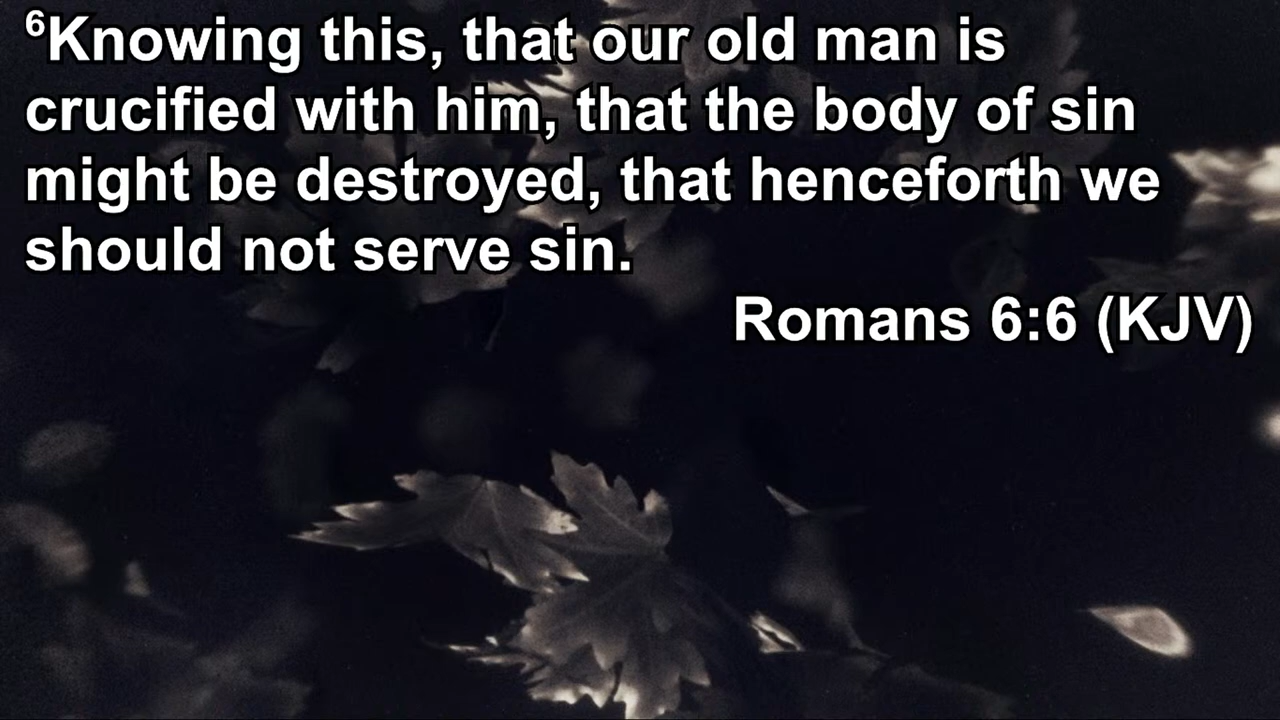 6Knowing this, that our old man is
crucified with him, that the body of sin
might be destroyed, that henceforth we
should not serve sin.
Romans 6:6 (KJV)